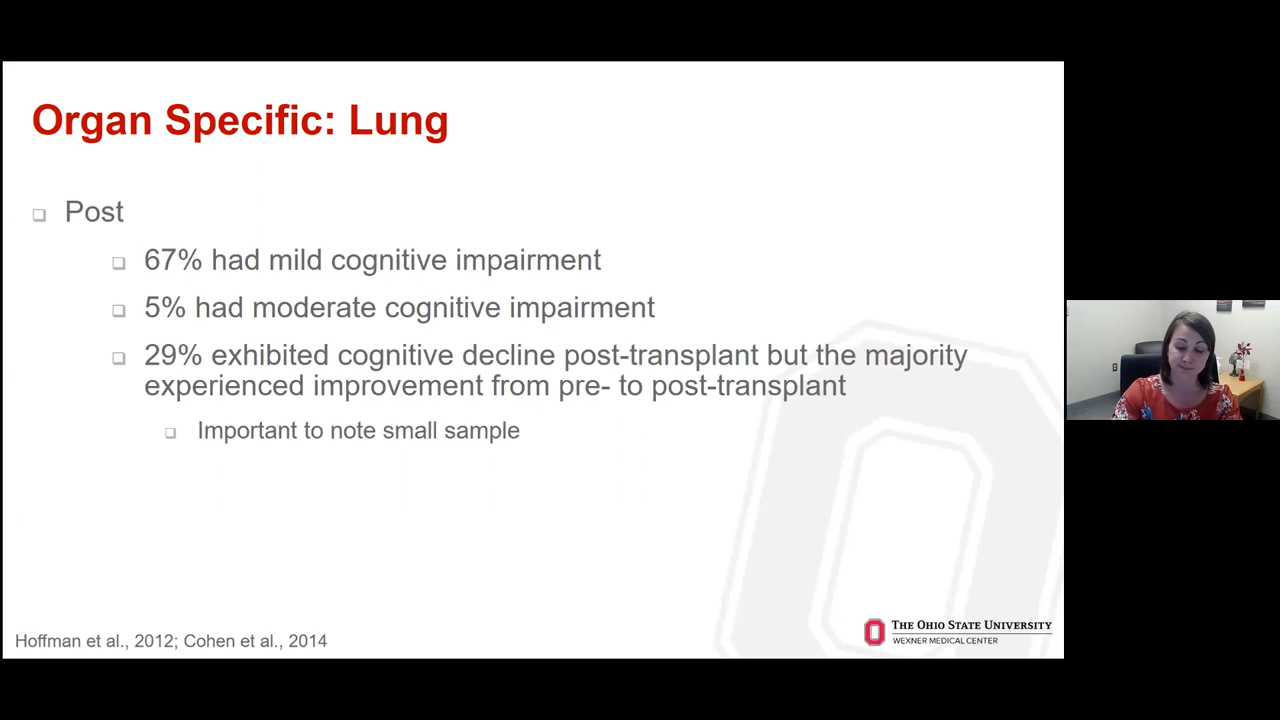 Organ Specific: Lung
Post
67% had mild cognitive impairment
5% had moderate cognitive impairment
29% exhibited cognitive decline post-transplant but the majority
experienced improvement from pre- to post-transplant
Important to note small sample
Hoffman et al., 2012; Cohen et al., 2014
THE OHIO STATE UNIVERSITY
WEXNER MEDICAL CENTER